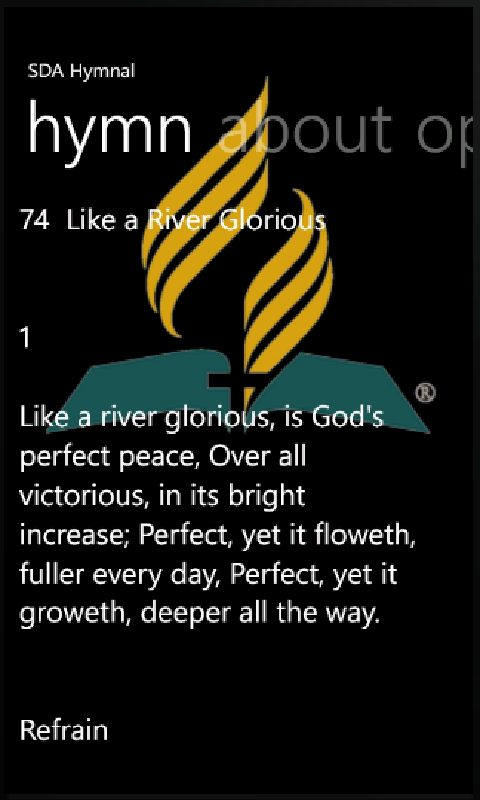 SDA Hymnal
hymn about op
74 Like a River Glorious
1
®
Like a river glorious, is God's
perfect peace, Over all
victorious, in its bright
increase; Perfect, yet it floweth,
fuller every day, Perfect, yet it
groweth, deeper all the way.
Refrain